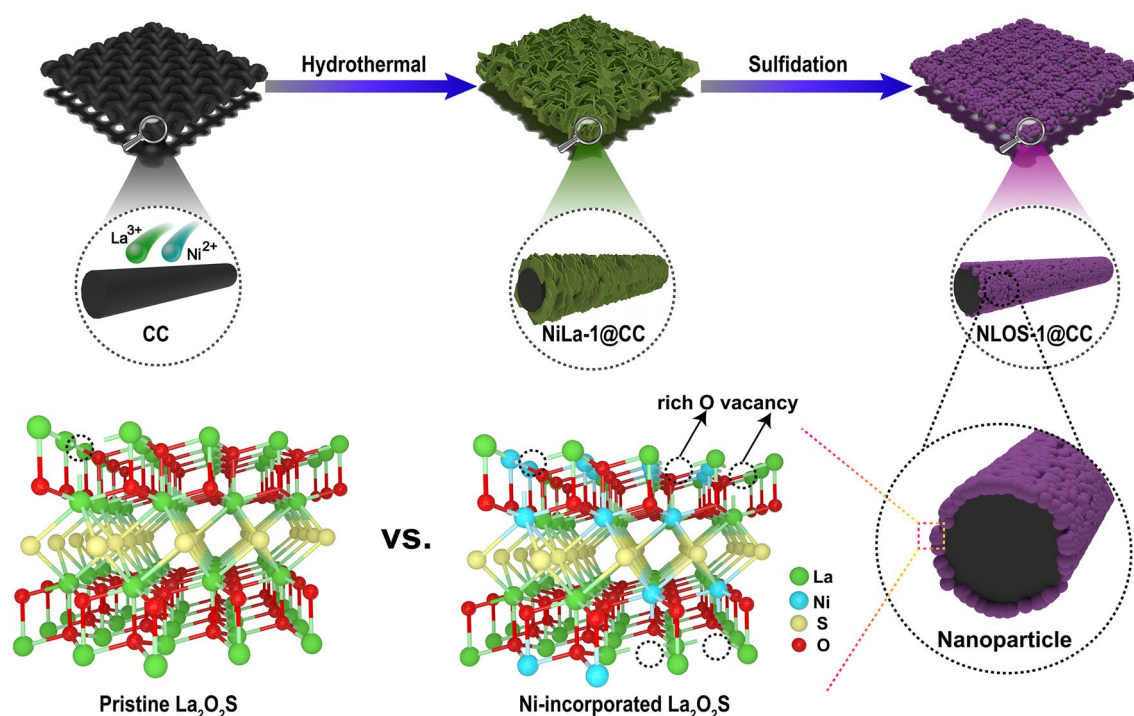 Hydrothermal
Sulfidation
La³⁺
Ni²⁺
CC
NiLa-1@CC
NLOS-1@CC
rich O vacancy
vs.
La
Ni
S
O
Nanoparticle
Pristine La₂O₂S
Ni-incorporated La₂O₂S